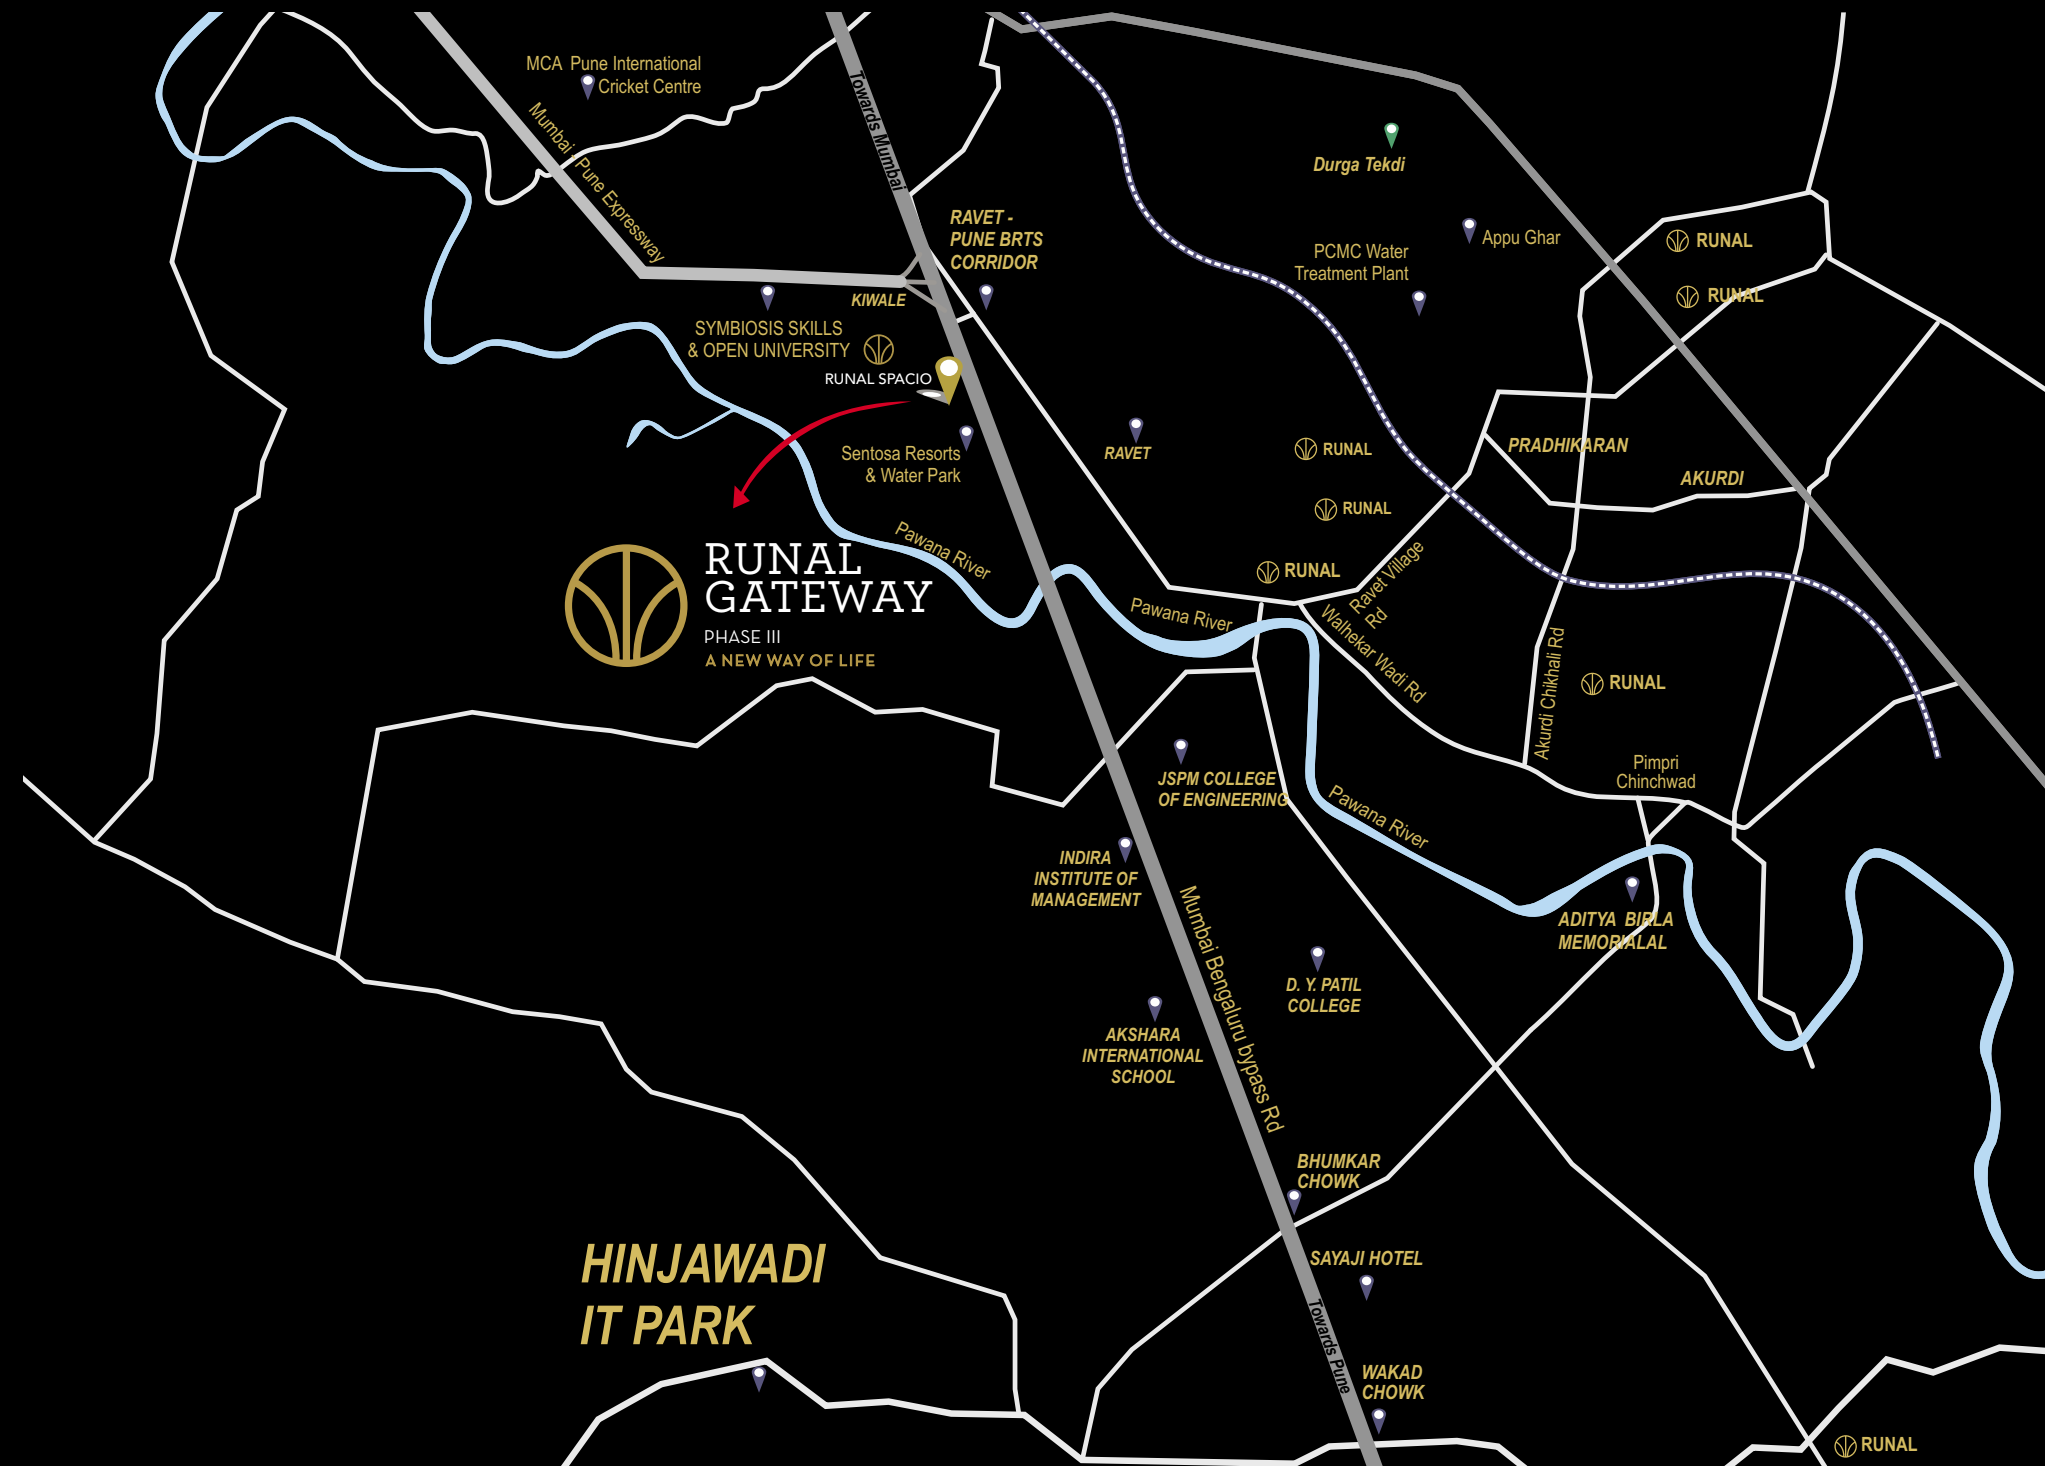 MCA  Pune International
Cricket Centre
Mumbai - Pune Expressway
Towards Mumbai
Durga Tekdi
RAVET -
PUNE BRTS
CORRIDOR
Appu Ghar
PCMC Water
Treatment Plant
RUNAL
RUNAL
KIWALE
SYMBIOSIS SKILLS
& OPEN UNIVERSITY
RUNAL SPACIO
Sentosa Resorts
& Water Park
RAVET
RUNAL
PRADHIKARAN
AKURDI
RUNAL
Pawana River
RUNAL
GATEWAY
PHASE III
A NEW WAY OF LIFE
RUNAL
Ravet Village
Rd
Pawana River
Walhekar Wadi Rd
Akurdi Chikhali Rd
RUNAL
Pimpri
Chinchwad
JSPM COLLEGE
OF ENGINEERING
Pawana River
INDIRA
INSTITUTE OF
MANAGEMENT
Mumbai Bengaluru bypass Rd
ADITYA  BIRLA
MEMORIALAL
D. Y. PATIL
COLLEGE
AKSHARA
INTERNATIONAL
SCHOOL
BHUMKAR
CHOWK
HINJAWADI
IT PARK
SAYAJI HOTEL
Towards Pune
WAKAD
CHOWK
RUNAL